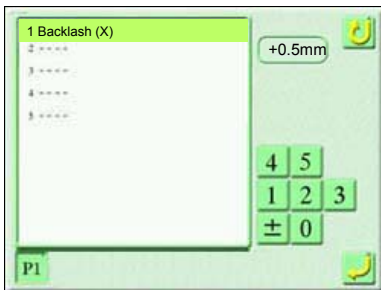 1 Backlash (X)
+0.5mm
2 ----
3 ----
4 ----
5 ----
4 5
1 2 3
± 0
P1